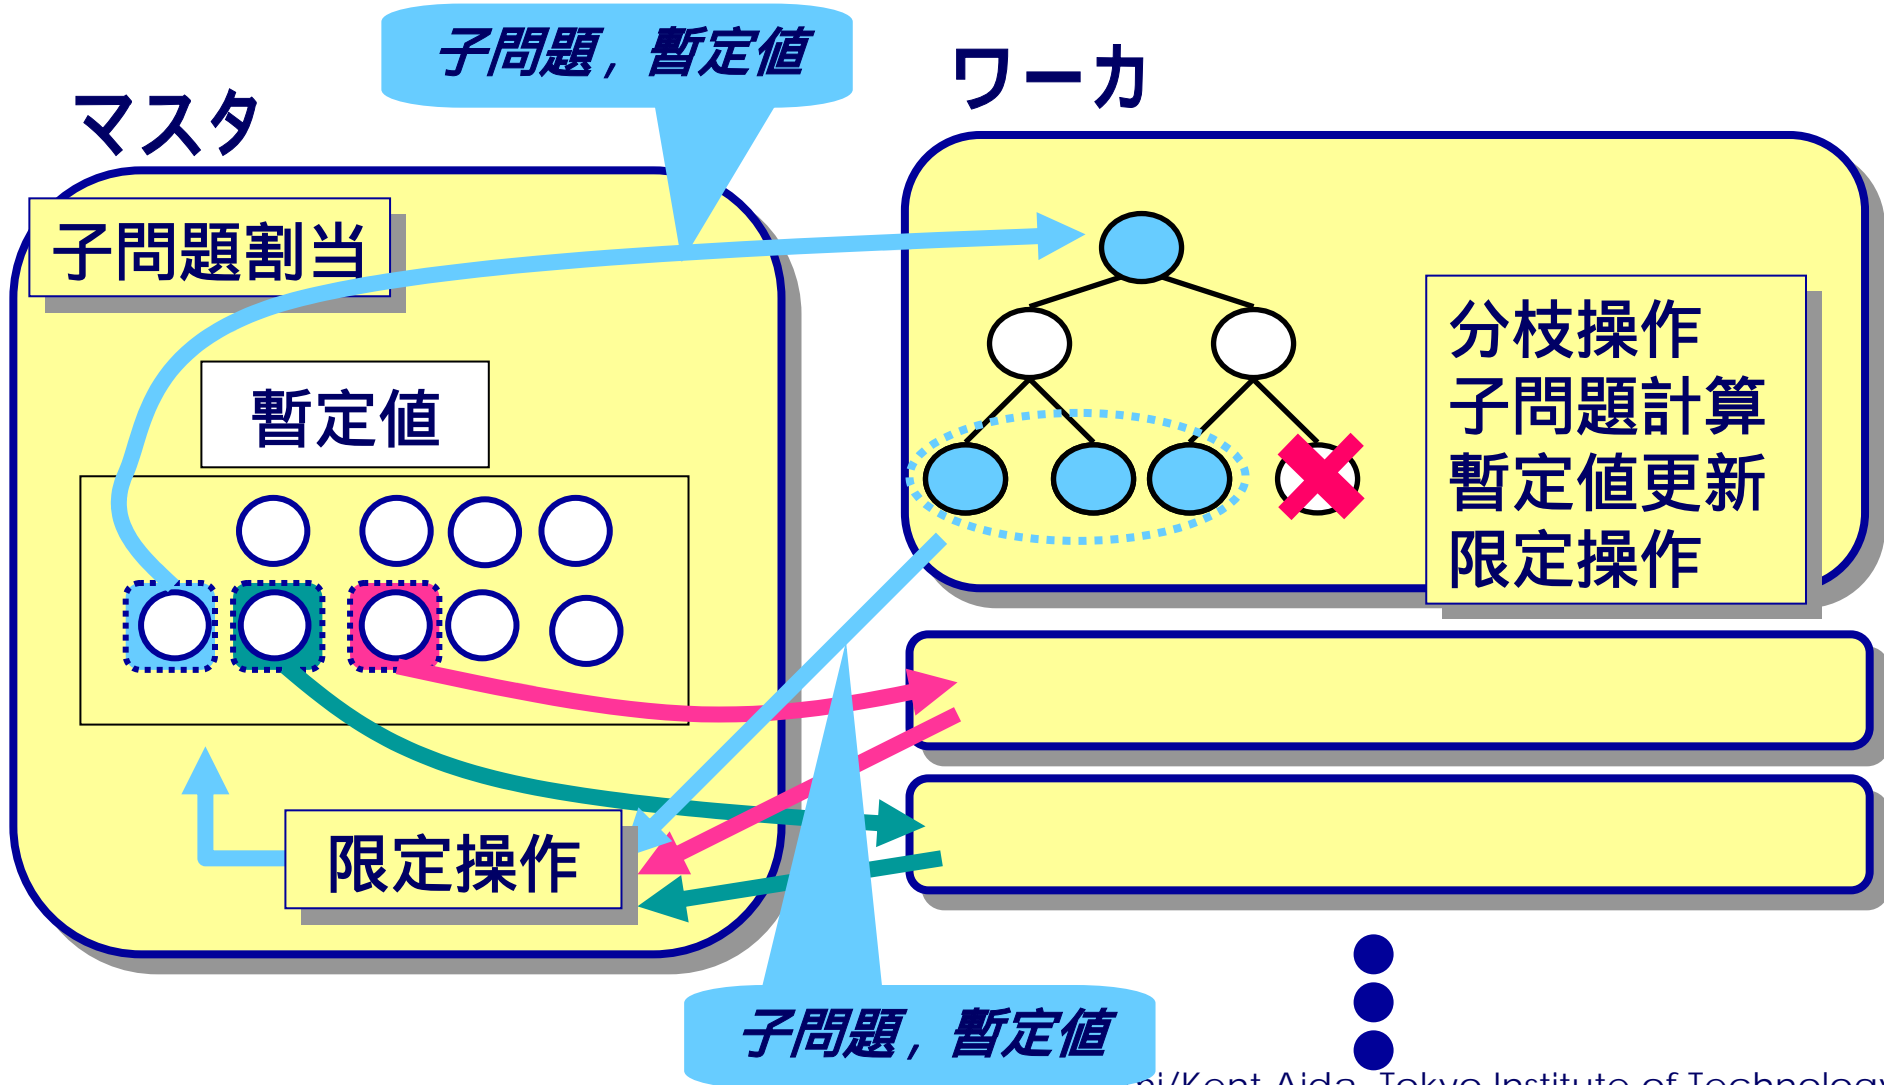 子問題, 暫定値
ワーカ
マスタ
子問題割当
暫定値
分枝操作
子問題計算
暫定値更新
限定操作
限定操作
子問題, 暫定値
Aida, Tokyo Institute of Technology